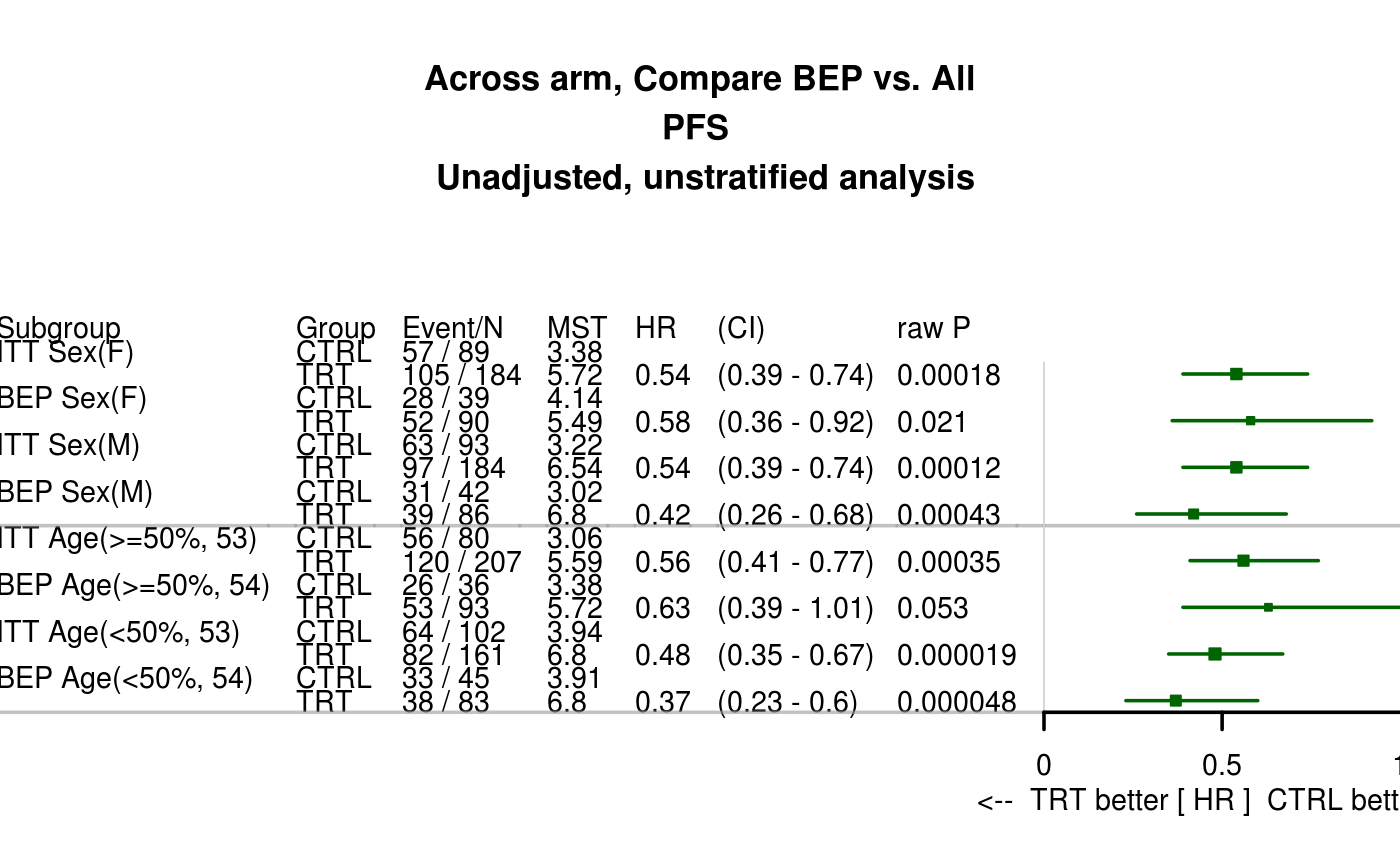 Across arm, Compare BEP vs. All
PFS
Unadjusted, unstratified analysis
Subgroup Group Event/N MST HR (CI) raw P
ITT Sex(F) CTRL 57 / 89 3.38
TRT 105 / 184 5.72 0.54 (0.39 - 0.74) 0.00018
BEP Sex(F) CTRL 28 / 39 4.14
TRT 52 / 90 5.49 0.58 (0.36 - 0.92) 0.021
ITT Sex(M) CTRL 63 / 93 3.22
TRT 97 / 184 6.54 0.54 (0.39 - 0.74) 0.00012
BEP Sex(M) CTRL 31 / 42 3.02
TRT 39 / 86 6.8 0.42 (0.26 - 0.68) 0.00043
ITT Age(>=50%, 53) CTRL 56 / 80 3.06
TRT 120 / 207 5.59 0.56 (0.41 - 0.77) 0.00035
BEP Age(>=50%, 54) CTRL 26 / 36 3.38
TRT 53 / 93 5.72 0.63 (0.39 - 1.01) 0.053
ITT Age(<50%, 53) CTRL 64 / 102 3.94
TRT 82 / 161 6.8 0.48 (0.35 - 0.67) 0.000019
BEP Age(<50%, 54) CTRL 33 / 45 3.91
TRT 38 / 83 6.8 0.37 (0.23 - 0.6) 0.000048
0 0.5 1
<-- TRT better [ HR ] CTRL bett